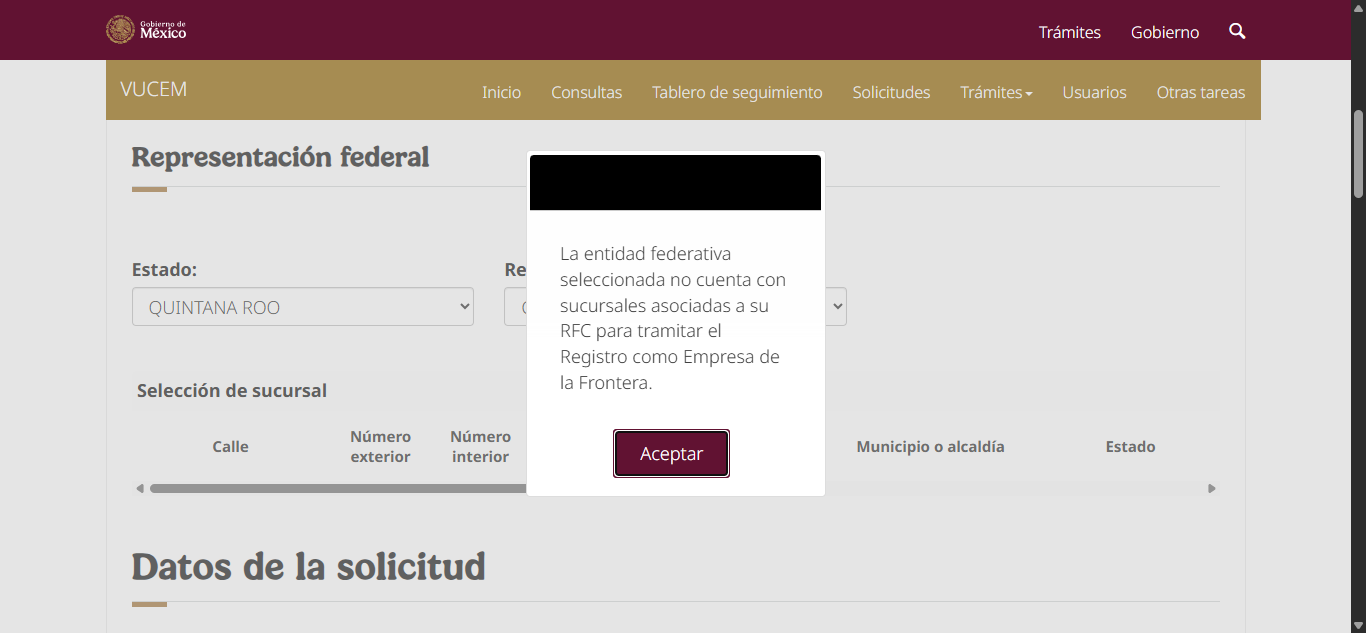 Gobierno de
México
Trámites
Gobierno
VUCEM
Inicio
Consultas
Tablero de seguimiento
Solicitudes
Trámites
Usuarios
Otras tareas
Representación federal
Estado:
Re
QUINTANA ROO
La entidad federativa
seleccionada no cuenta con
sucursales asociadas a su
RFC para tramitar el
Registro como Empresa de
la Frontera.
Aceptar
Selección de sucursal
Calle
Número
exterior
Número
interior
Municipio o alcaldía
Estado
Datos de la solicitud